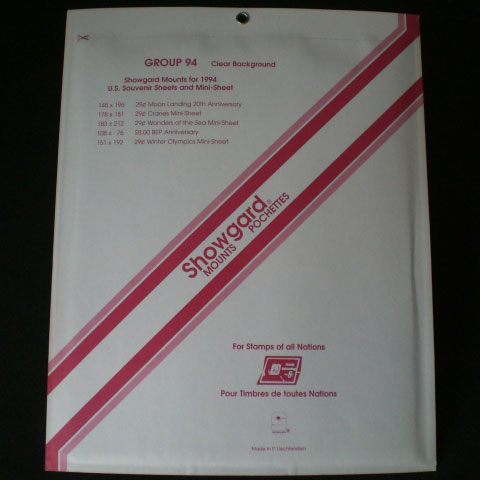 GROUP 94 Clear Background
Showgard Mounts for 1994
U.S. Souvenir Sheets and Mini-Sheet
148 x 196 29¢ Moon Landing 20th Anniversary
178 x 181 29¢ Cranes Mini-Sheet
183 x 212 29¢ Wonders of the Sea Mini-Sheet
108 x 76 $8.00 BEP Anniversary
151 x 192 29¢ Winter Olympics Mini-Sheet
Showgard®
MOUNTS POCHETTES
For Stamps of all Nations
Pour Timbres de toutes Nations
Made in P. Liechtenstein